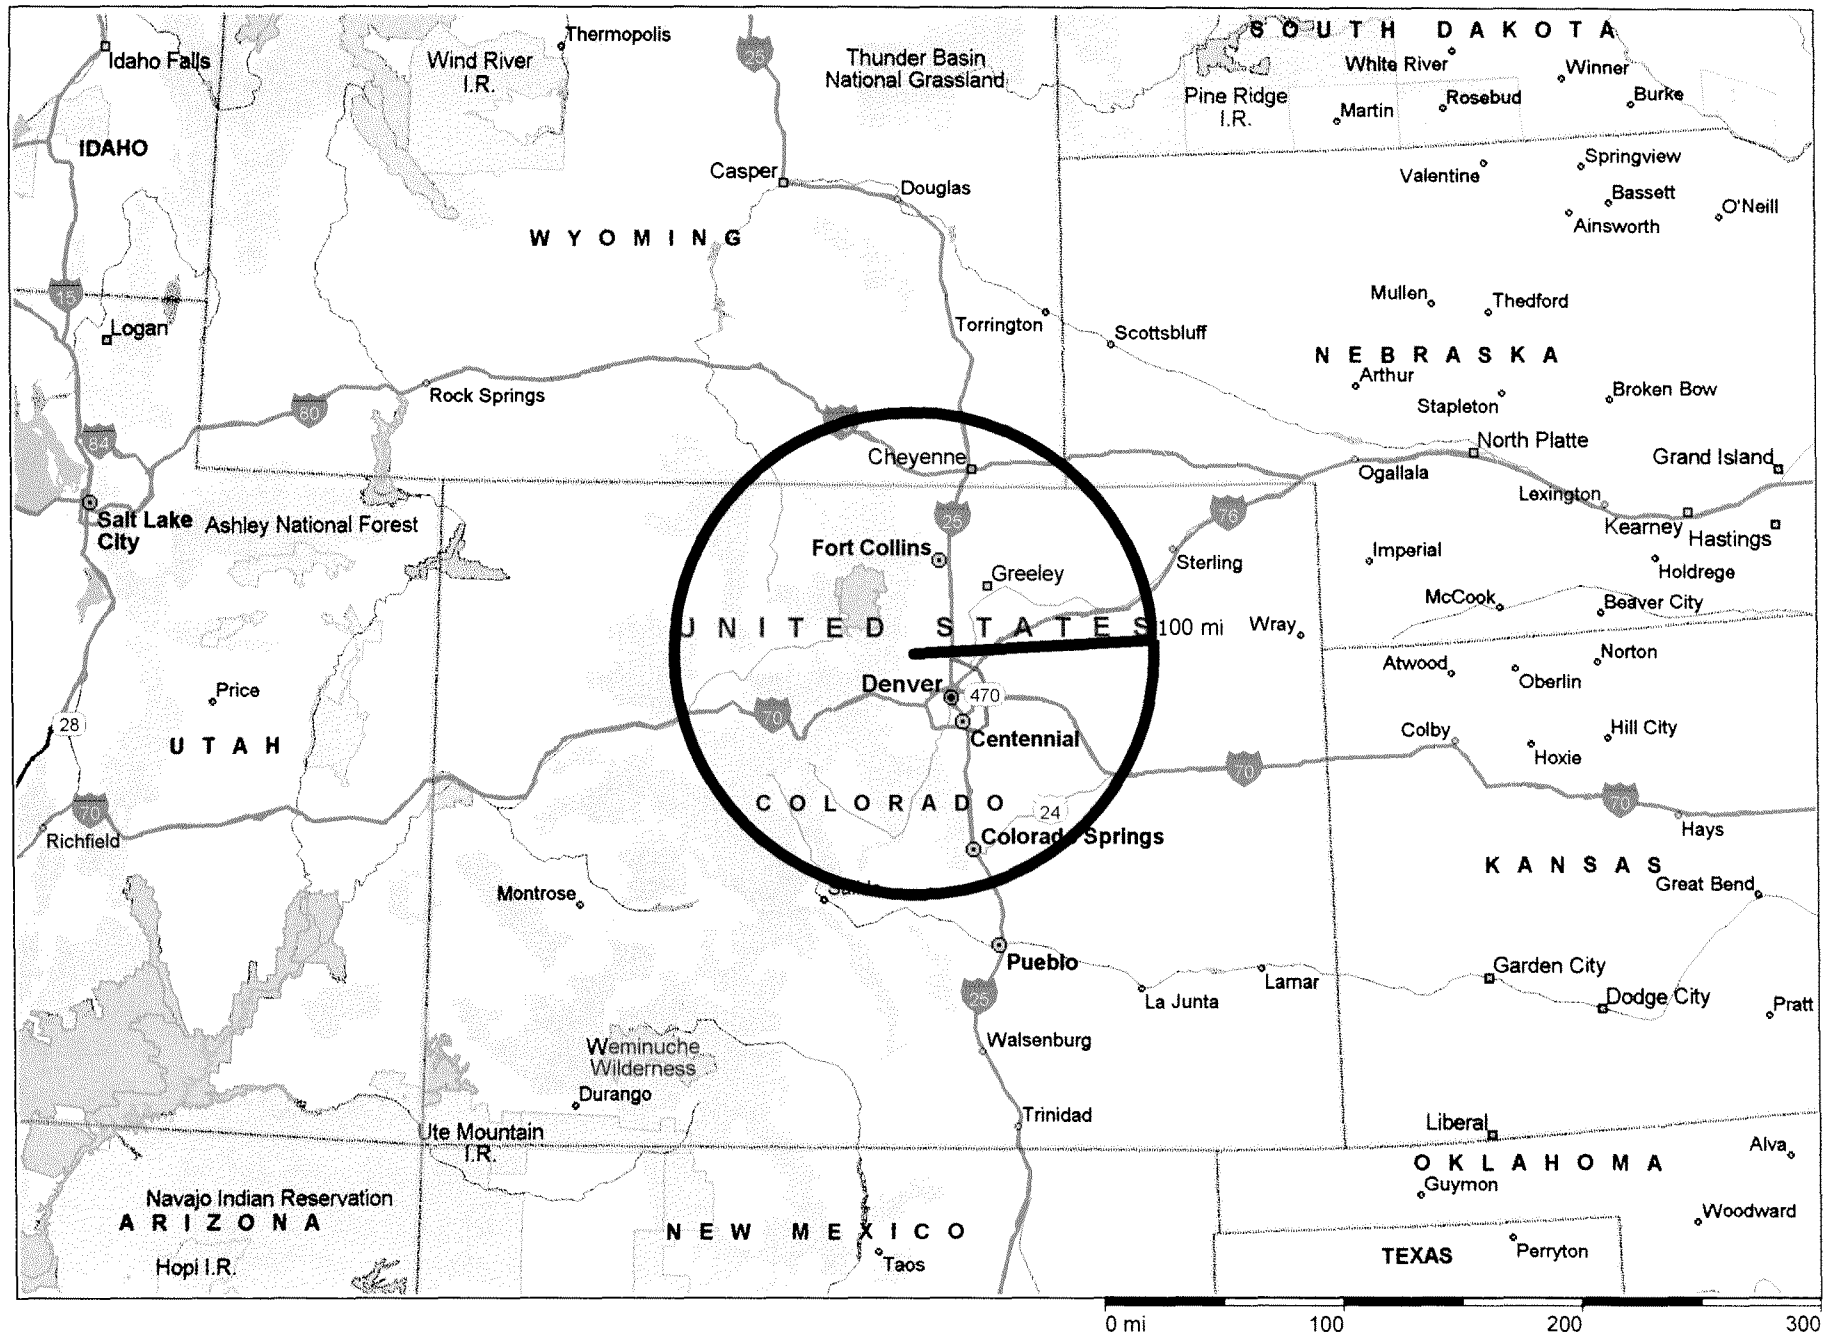 SOUTH DAKOTA
Thermopolis
Idaho Falls
Wind River
I.R.
25
Thunder Basin
National Grassland
White River
Winner
Pine Ridge
I.R.
Martin
Rosebud
Burke
IDAHO
Casper
Douglas
Valentine
Springview
Bassett
Ainsworth
O'Neill
WYOMING
15
Logan
Torrington
Scottsbluff
Mullen
Thedford
NEBRASKA
Arthur
Stapleton
Broken Bow
Rock Springs
80
84
Cheyenne
North Platte
Ogallala
Grand Island
Lexington
Kearney
Hastings
Salt Lake
City
Ashley National Forest
25
76
Fort Collins
Greeley
Sterling
Imperial
Holdrege
McCook
Beaver City
UNITED STATES
100 mi
Wray
Atwood
Oberlin
Norton
Price
28
UTAH
Denver
470
70
Centennial
Colby
Hoxie
Hill City
70
70
70
COLORADO
24
Richfield
Colorado Springs
Hays
KANSAS
Great Bend
Montrose
Pueblo
25
La Junta
Lamar
Garden City
Dodge City
Pratt
Walsenburg
Weminuche
Wilderness
Durango
Trinidad
Ute Mountain
I.R.
Liberal
Alva
OKLAHOMA
Guymon
Woodward
Navajo Indian Reservation
ARIZONA
Hopi I.R.
NEW MEXICO
Taos
TEXAS
Perryton
0 mi 100 200 300